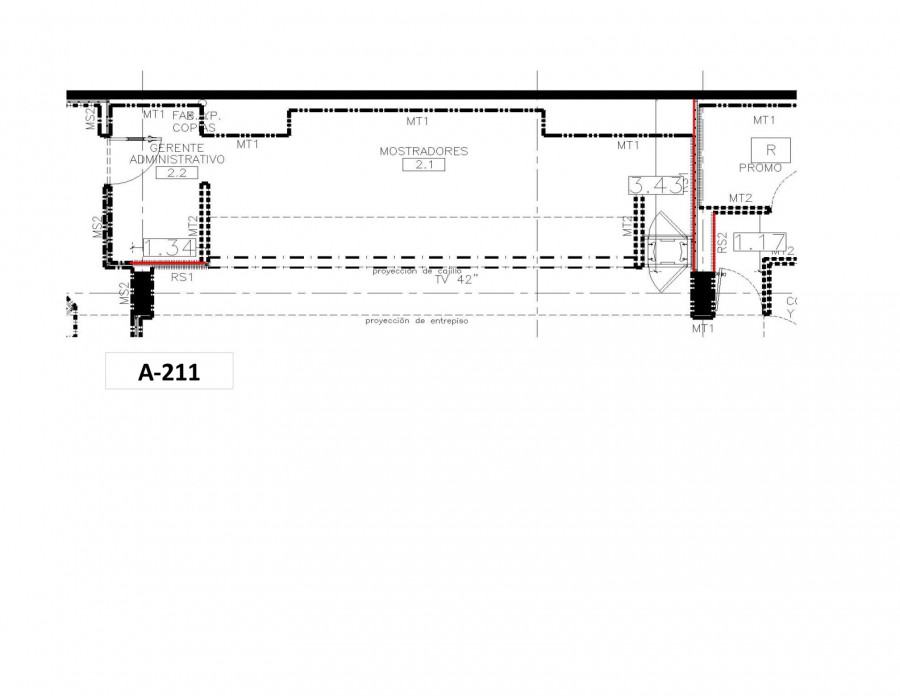 MS2
MT1
FAB. EXP.
COPIAS
GERENTE
ADMINISTRATIVO
2.2
MT1
MT1
MOSTRADORES
2.1
MT1
3.43
MT1
R
PROMO
MT2
MS2
MT2
MT2
RS2
1.34
1.17
MT2
RS1
MS2
proyección de cajillo
TV 42"
proyección de entrepiso
MT1
Y
A-211